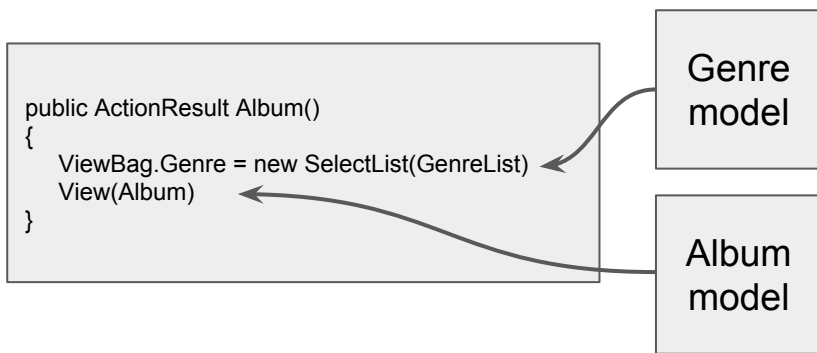 public ActionResult Album()
{
ViewBag.Genre = new SelectList(GenreList)
View(Album)
}
Genre
model
Album
model